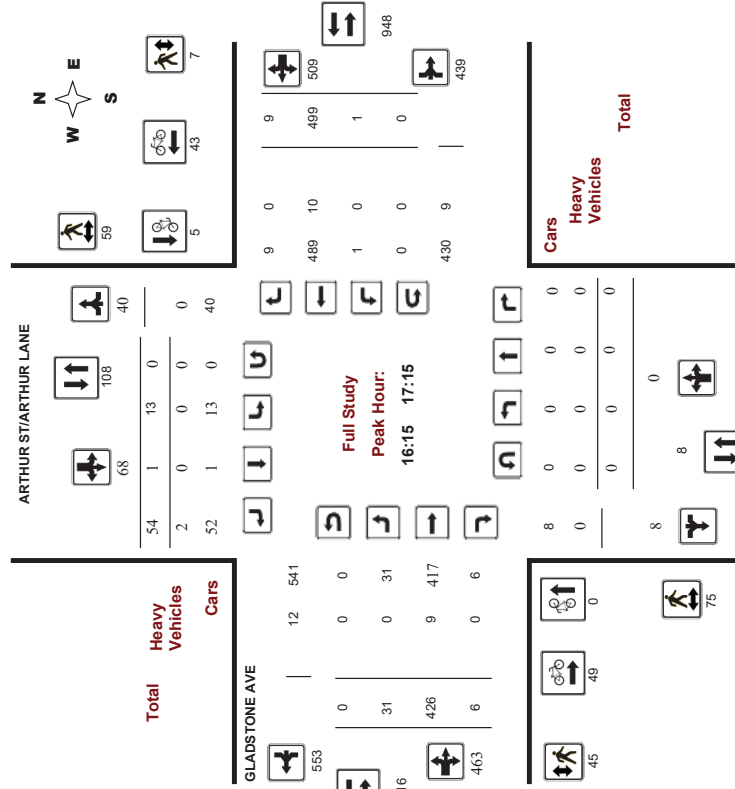 N
W E
S
ARTHUR ST/ARTHUR LANE
59
7
5
43
68
108
40
54 1 13 0
2 0 0 0 0
52 1 13 0 40
Total
Heavy
Vehicles
Cars
GLADSTONE AVE
553
12 541
0 0 0
31 0 31
426 9 417
6 0 6
463
16
Full Study
Peak Hour:
16:15 17:15
948
509
439
9 0 9
489 10 499
1 0 1
0 0 0
430 9
Cars
Heavy
Vehicles
Total
8 0 0 0 0
0 0 0 0 0
0 0 0 0
8 0
8
0
49
45
75